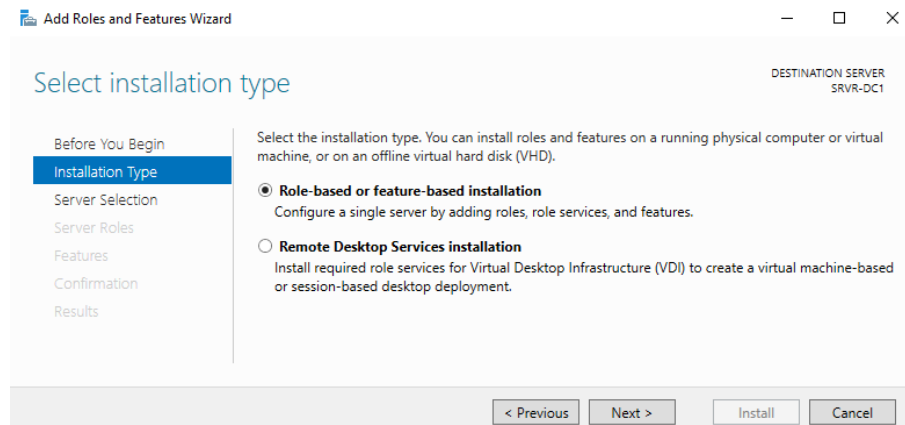 Add Roles and Features Wizard
Select installation type
DESTINATION SERVER
SRVR-DC1
Before You Begin
Installation Type
Server Selection
Server Roles
Features
Confirmation
Results
Select the installation type. You can install roles and features on a running physical computer or virtual
machine, or on an offline virtual hard disk (VHD).
Role-based or feature-based installation
Configure a single server by adding roles, role services, and features.
Remote Desktop Services installation
Install required role services for Virtual Desktop Infrastructure (VDI) to create a virtual machine-based
or session-based desktop deployment.
< Previous
Next >
Install
Cancel